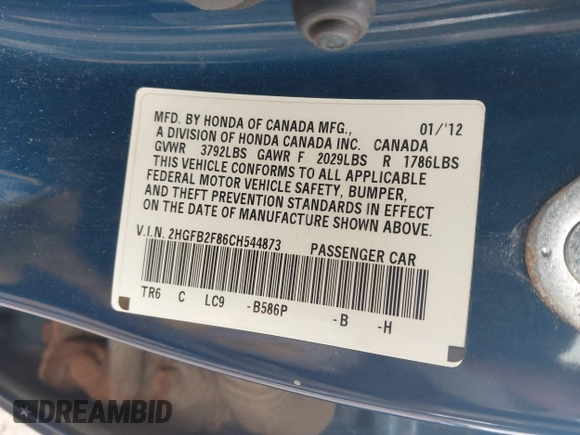 MFD. BY HONDA OF CANADA MFG., 01/'12
A DIVISION OF HONDA CANADA INC. CANADA
GVWR 3792LBS GAWR F 2029LBS R 1786LBS
THIS VEHICLE CONFORMS TO ALL APPLICABLE
FEDERAL MOTOR VEHICLE SAFETY, BUMPER,
AND THEFT PREVENTION STANDARDS IN EFFECT
ON THE DATE OF MANUFACTURE SHOWN ABOVE.
V.I.N. 2HGFB2F86CH544873 PASSENGER CAR
TR6 C LC9 -B586P -B -H
DREAMBID